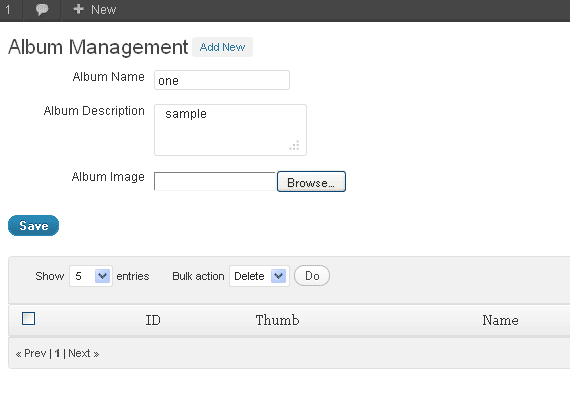 1 New
Album Management Add New
Album Name one
Album Description sample
Album Image Browse...
Save
Show 5 entries Bulk action Delete Do
ID Thumb Name
« Prev | 1 | Next »